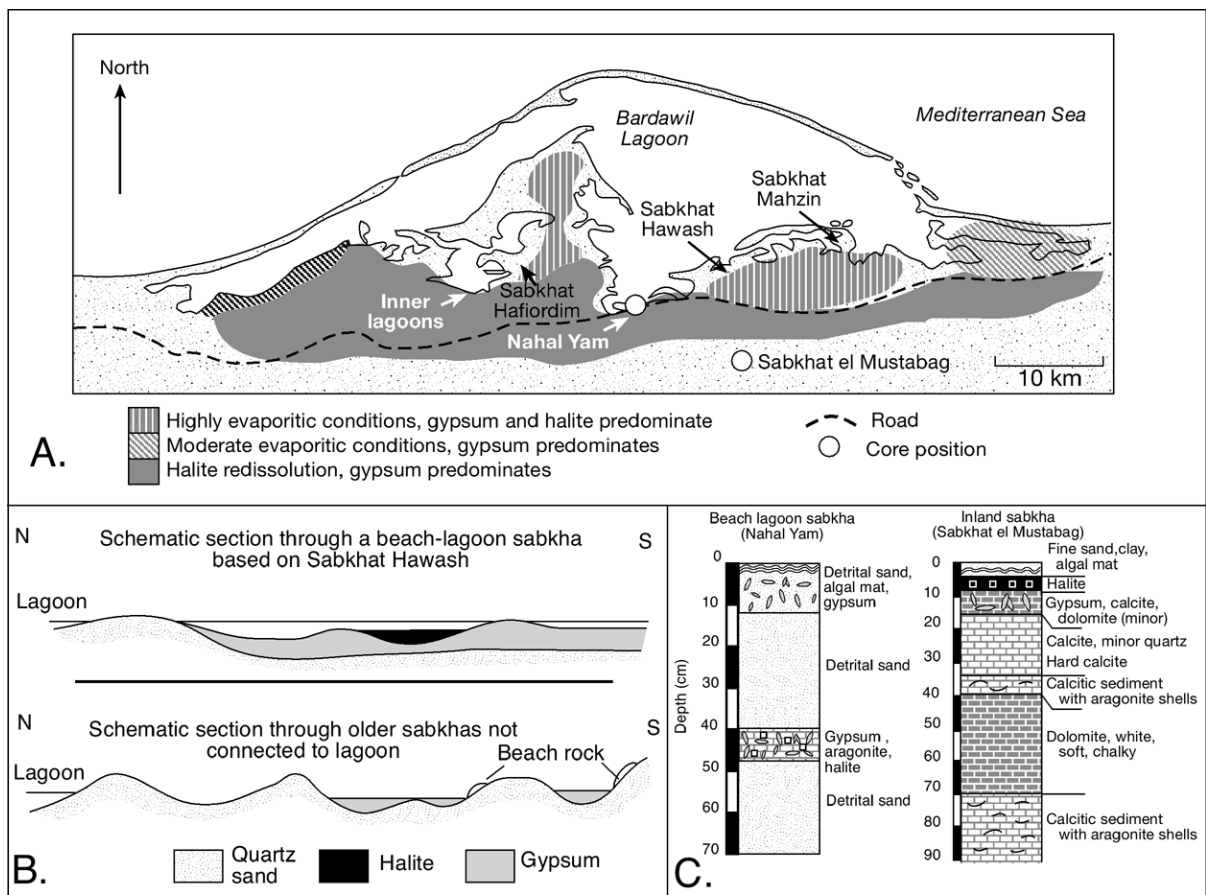 North
Bardawil
Lagoon
Mediterranean Sea
Sabkhat
Mahzin
Sabkhat
Hawash
Inner
lagoons
Sabkhat
Hafiordim
Nahal Yam
Sabkhat el Mustabag
10 km
Highly evaporitic conditions, gypsum and halite predominate
Moderate evaporitic conditions, gypsum predominates
Halite redissolution, gypsum predominates
Road
Core position
A.
N
S
Schematic section through a beach-lagoon sabkha
based on Sabkhat Hawash
Lagoon
N
S
Schematic section through older sabkhas not
connected to lagoon
Beach rock
Lagoon
B.
Quartz
sand
Halite
Gypsum
Beach lagoon sabkha
(Nahal Yam)
0
10
20
30
40
50
60
70
Depth (cm)
Detrital sand,
algal mat,
gypsum
Detrital sand
Gypsum ,
aragonite,
halite
Detrital sand
Inland sabkha
(Sabkhat el Mustabag)
0
10
20
30
40
50
60
70
80
90
Fine sand,clay,
algal mat
Halite
Gypsum, calcite,
dolomite (minor)
Calcite, minor quartz
Hard calcite
Calcitic sediment
with aragonite shells
Dolomite, white,
soft, chalky
Calcitic sediment
with aragonite shells
C.